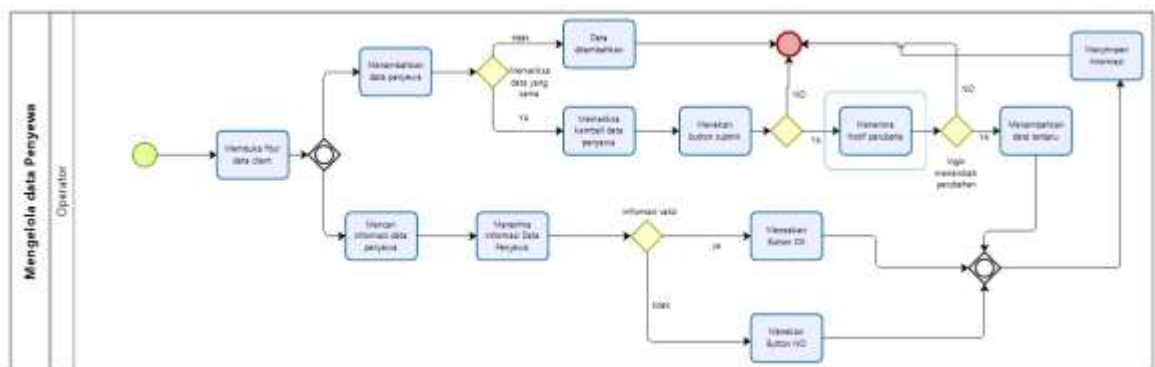 Mengelola data Penyewa
Operator
Membuka fitur
data client
Menambahkan
data penyewa
tidak
Memeriksa
data yang
sama
Ya
Data
ditambahkan
Memeriksa
kembali data
penyewa
Menekan
button submit
NO
Ya
Menerima
Notif
NO
Ya
Ingin
menambah
perubahan
Menambahkan
data terbaru
Menyimpan
Informasi
Mencari
informasi data
penyewa
Menerima
Informasi Data
Penyewa
Informasi valid
ya
tidak
Menekan
Button OK
Menekan
Button NO